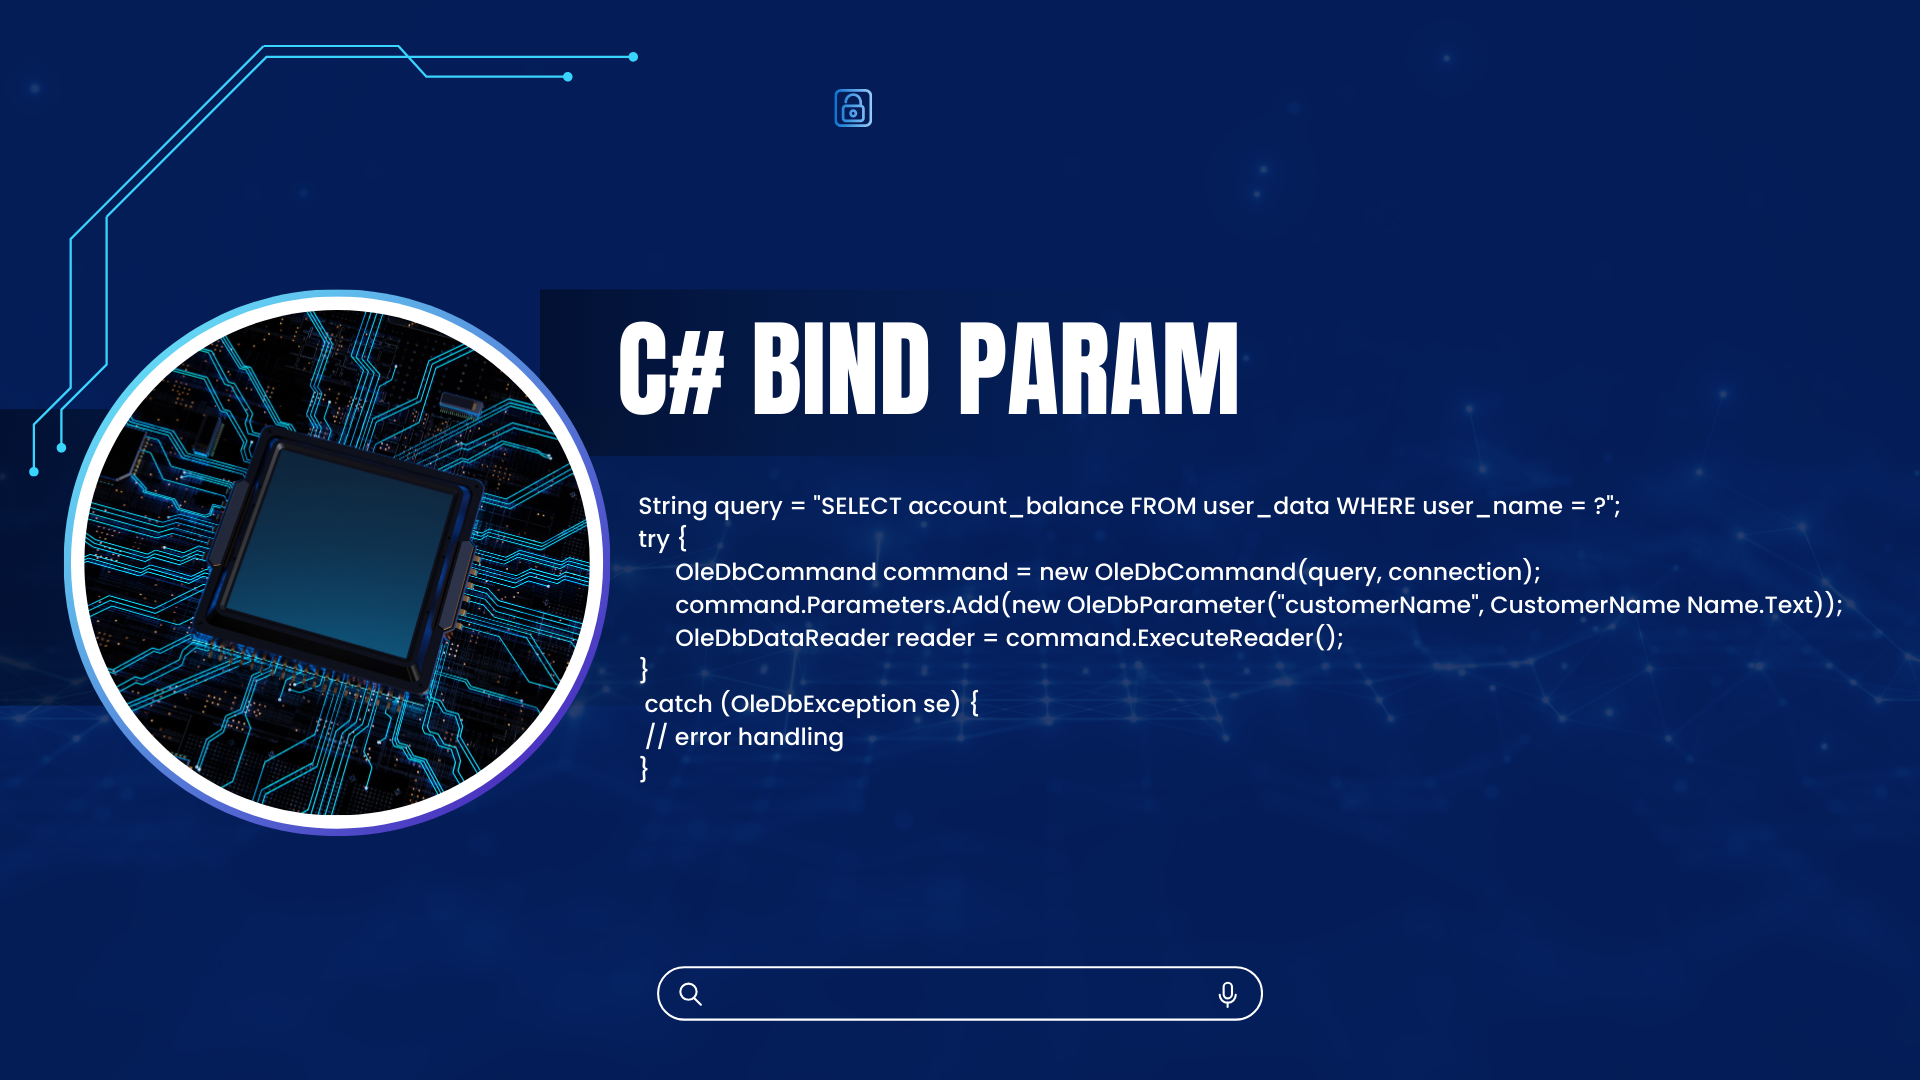 C# BIND PARAM
String query = "SELECT account_balance FROM user_data WHERE user_name = ?";
try {
OleDbCommand command = new OleDbCommand(query, connection);
command.Parameters.Add(new OleDbParameter("customerName", CustomerName Name.Text));
OleDbDataReader reader = command.ExecuteReader();
}
catch (OleDbException se) {
// error handling
}